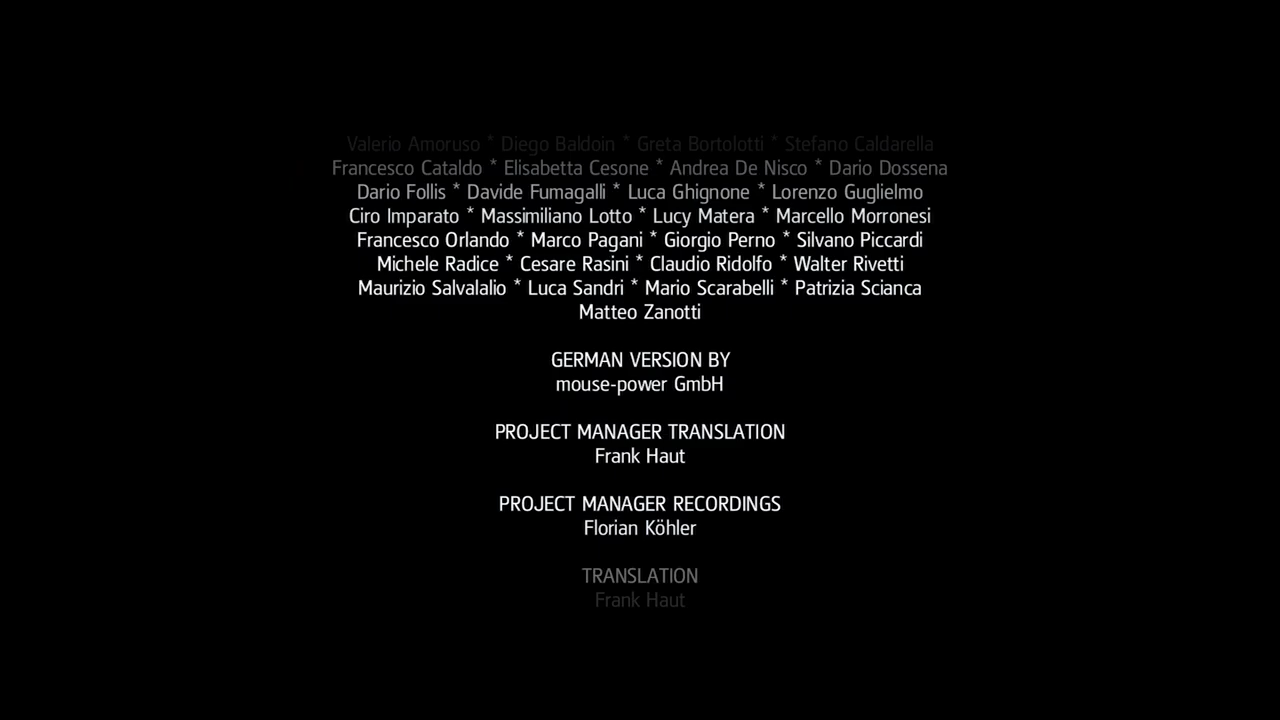 Valerio Amoruso * Diego Baldoin * Greta Bortolotti * Stefano Caldarella
Francesco Cataldo * Elisabetta Cesone * Andrea De Nisco * Dario Dossena
Dario Follis * Davide Fumagalli * Luca Ghignone * Lorenzo Guglielmo
Ciro Imparato * Massimiliano Lotto * Lucy Matera * Marcello Morronesi
Francesco Orlando * Marco Pagani * Giorgio Perno * Silvano Piccardi
Michele Radice * Cesare Rasini * Claudio Ridolfo * Walter Rivetti
Maurizio Salvalalio * Luca Sandri * Mario Scarabelli * Patrizia Scianca
Matteo Zanotti
GERMAN VERSION BY
mouse-power GmbH
PROJECT MANAGER TRANSLATION
Frank Haut
PROJECT MANAGER RECORDINGS
Florian Köhler
TRANSLATION
Frank Haut